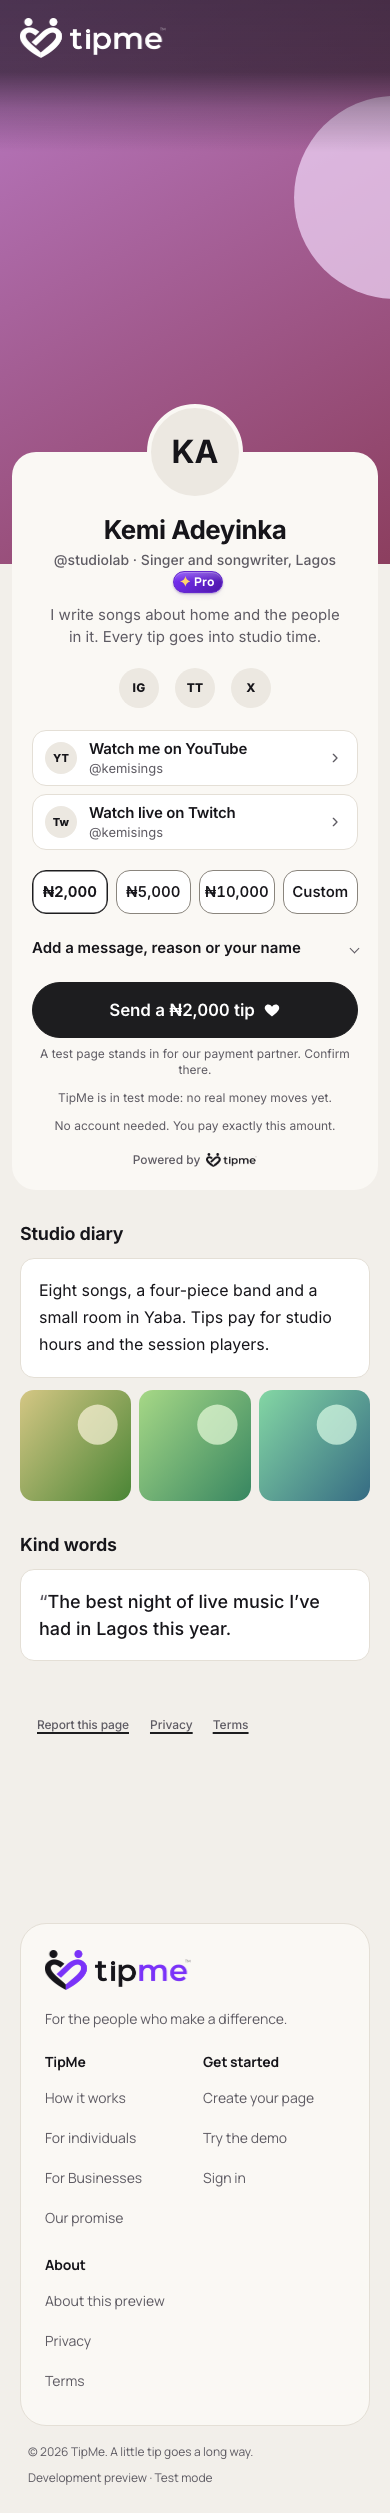 tipme™
KA
Kemi Adeyinka
@studiolab · Singer and songwriter, Lagos
✦ Pro
I write songs about home and the people
in it. Every tip goes into studio time.
IG TT X
YT
Watch me on YouTube
@kemisings
Tw
Watch live on Twitch
@kemisings
₦2,000 ₦5,000 ₦10,000 Custom
Add a message, reason or your name
Send a ₦2,000 tip
A test page stands in for our payment partner. Confirm
there.
TipMe is in test mode: no real money moves yet.
No account needed. You pay exactly this amount.
Powered by tipme
Studio diary
Eight songs, a four-piece band and a
small room in Yaba. Tips pay for studio
hours and the session players.
Kind words
“The best night of live music I’ve
had in Lagos this year.
Report this page Privacy Terms
tipme™
For the people who make a difference.
TipMe
How it works
For individuals
For Businesses
Our promise
Get started
Create your page
Try the demo
Sign in
About
About this preview
Privacy
Terms
© 2026 TipMe. A little tip goes a long way.
Development preview · Test mode